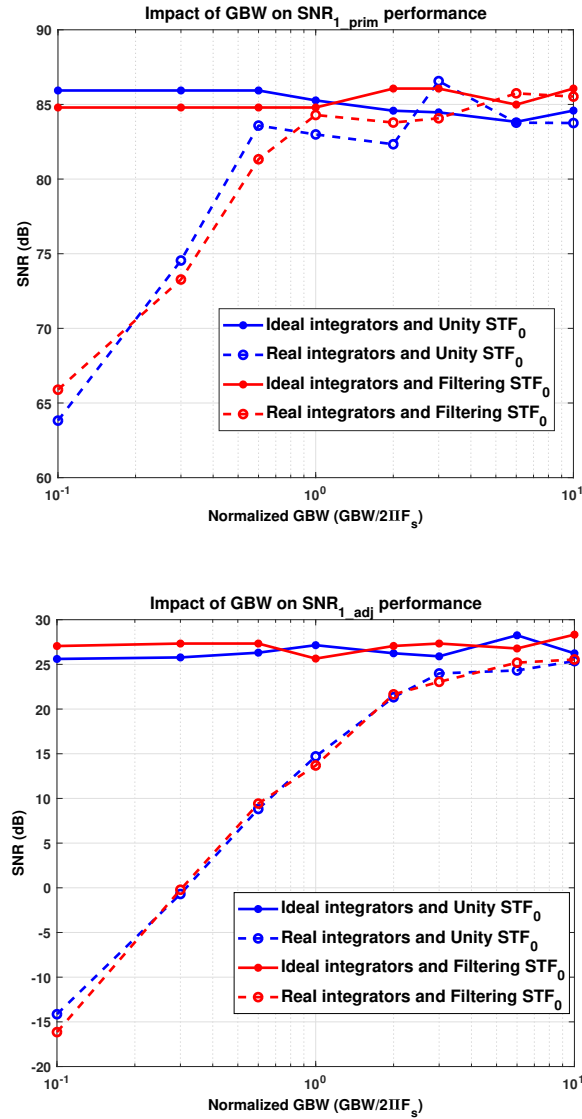 Impact of GBW on SNR1_prim performance
90
85
80
75
70
65
60
SNR (dB)
Ideal integrators and Unity STF0
Real integrators and Unity STF0
Ideal integrators and Filtering STF0
Real integrators and Filtering STF0
10-1
100
101
Normalized GBW (GBW/2ΠFs)
Impact of GBW on SNR1_adj performance
30
25
20
15
10
5
0
-5
-10
-15
-20
SNR (dB)
Ideal integrators and Unity STF0
Real integrators and Unity STF0
Ideal integrators and Filtering STF0
Real integrators and Filtering STF0
10-1
100
101
Normalized GBW (GBW/2ΠFs)